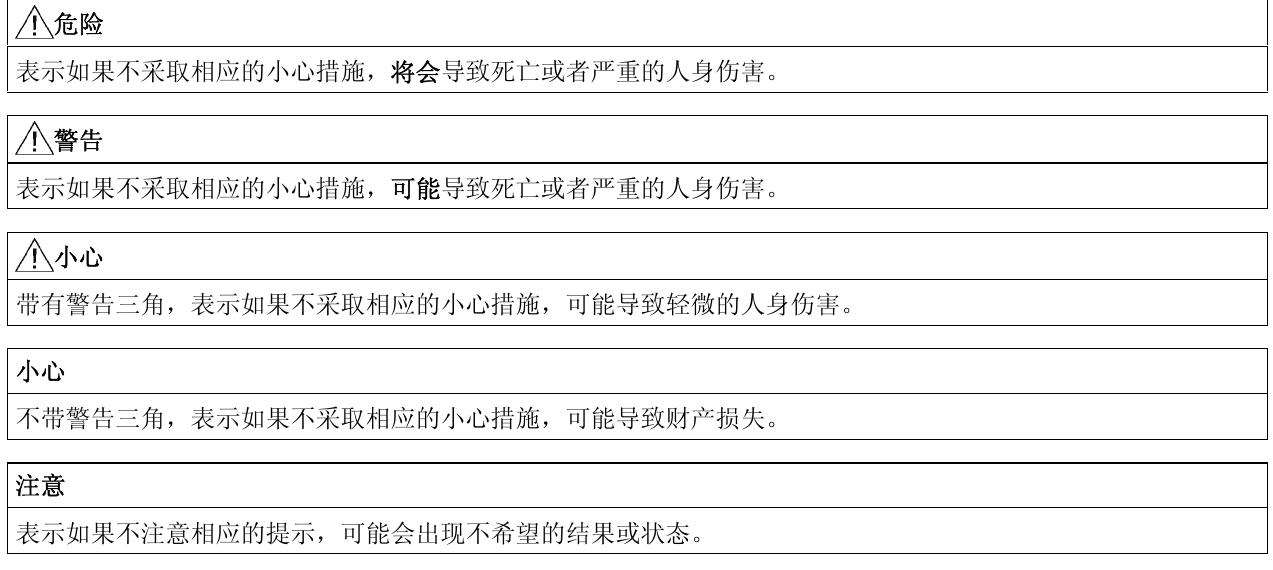 危险
表示如果不采取相应的小心措施，将会导致死亡或者严重的人身伤害。
警告
表示如果不采取相应的小心措施，可能导致死亡或者严重的人身伤害。
小心
带有警告三角，表示如果不采取相应的小心措施，可能导致轻微的人身伤害。
小心
不带警告三角，表示如果不采取相应的小心措施，可能导致财产损失。
注意
表示如果不注意相应的提示，可能会出现不希望的结果或状态。